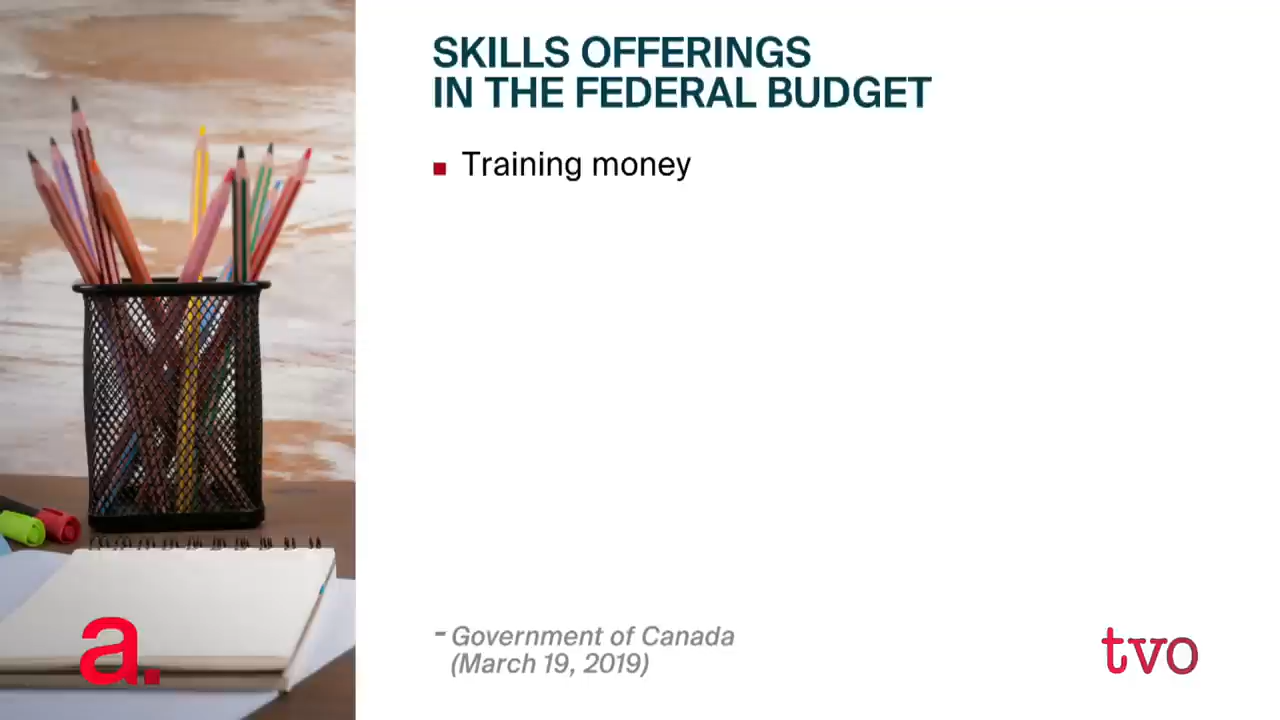 SKILLS OFFERINGS
IN THE FEDERAL BUDGET
Training money
- Government of Canada
(March 19, 2019)
a.
tvo